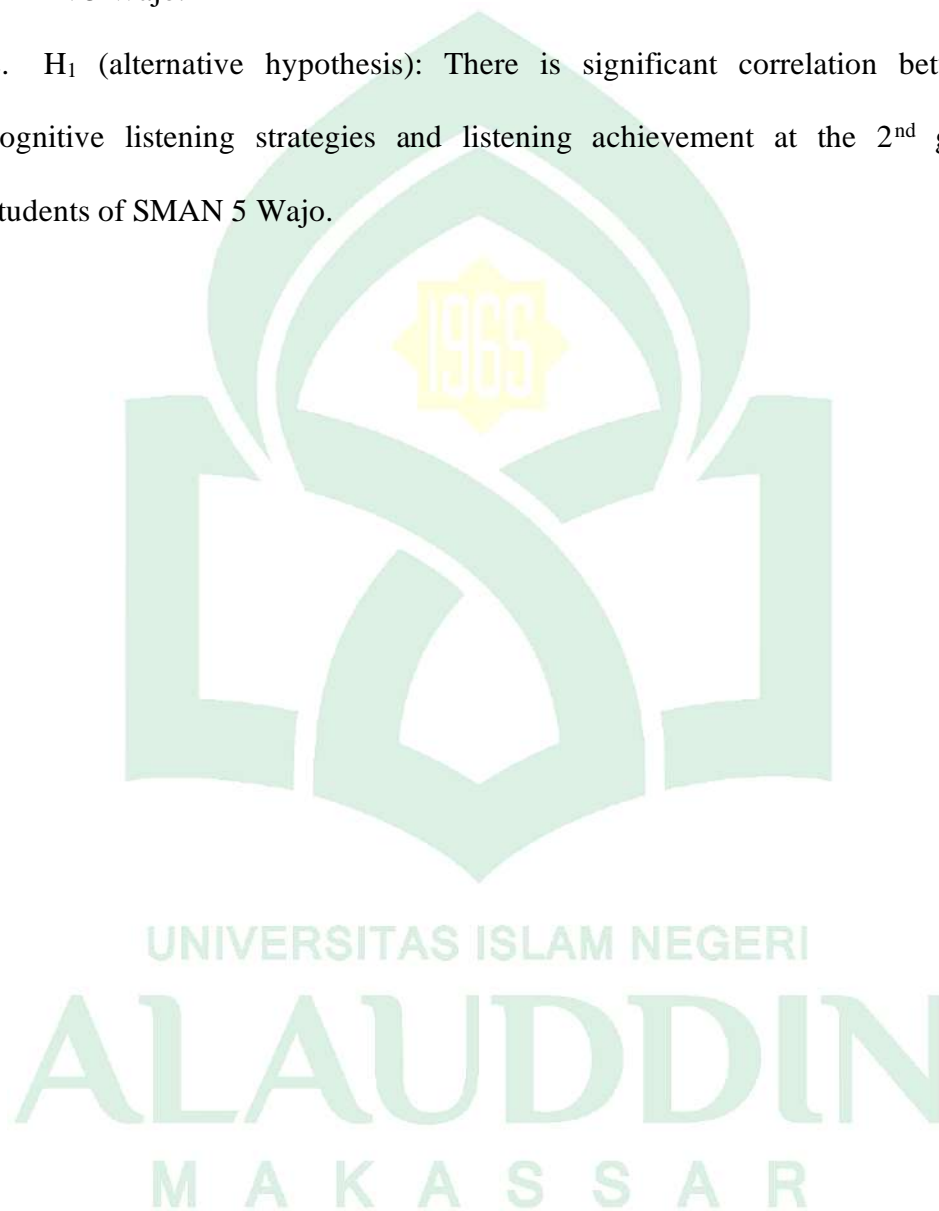 . H₁ (alternative hypothesis): There is significant correlation bet
ognitive listening strategies and listening achievement at the 2ⁿᵈ g
tudents of SMAN 5 Wajo.
1965
UNIVERSITAS ISLAM NEGERI
ALAUDDIN
MAKASSAR